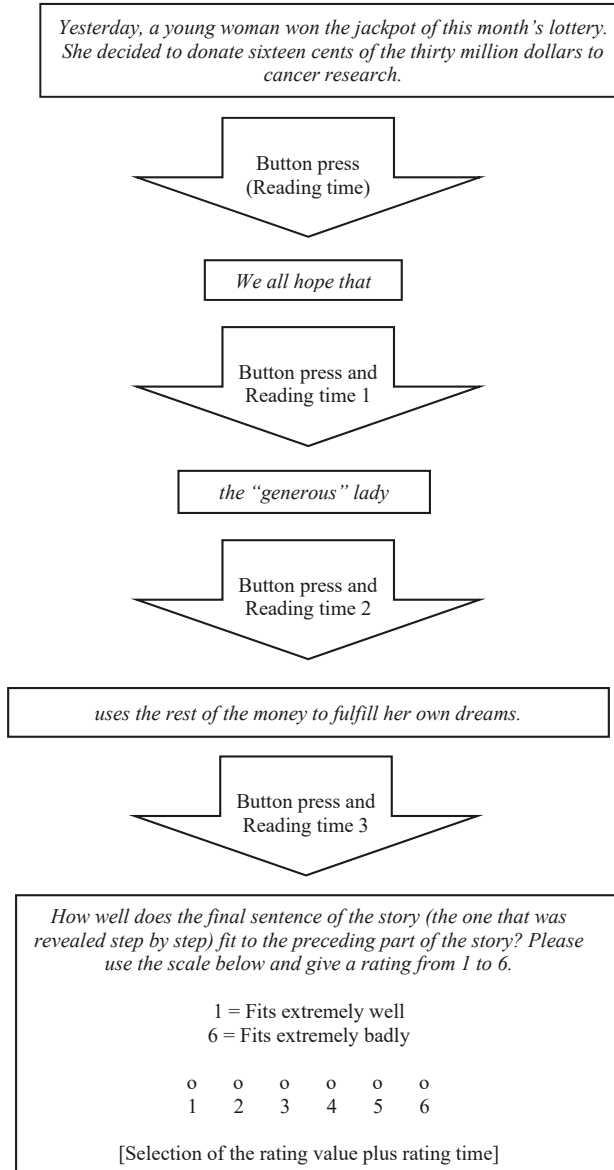 Yesterday, a young woman won the jackpot of this month’s lottery.
She decided to donate sixteen cents of the thirty million dollars to
cancer research.
Button press
(Reading time)
We all hope that
Button press and
Reading time 1
the “generous” lady
Button press and
Reading time 2
uses the rest of the money to fulfill her own dreams.
Button press and
Reading time 3
How well does the final sentence of the story (the one that was
revealed step by step) fit to the preceding part of the story? Please
use the scale below and give a rating from 1 to 6.
1 = Fits extremely well
6 = Fits extremely badly
o o o o o o
1 2 3 4 5 6
[Selection of the rating value plus rating time]